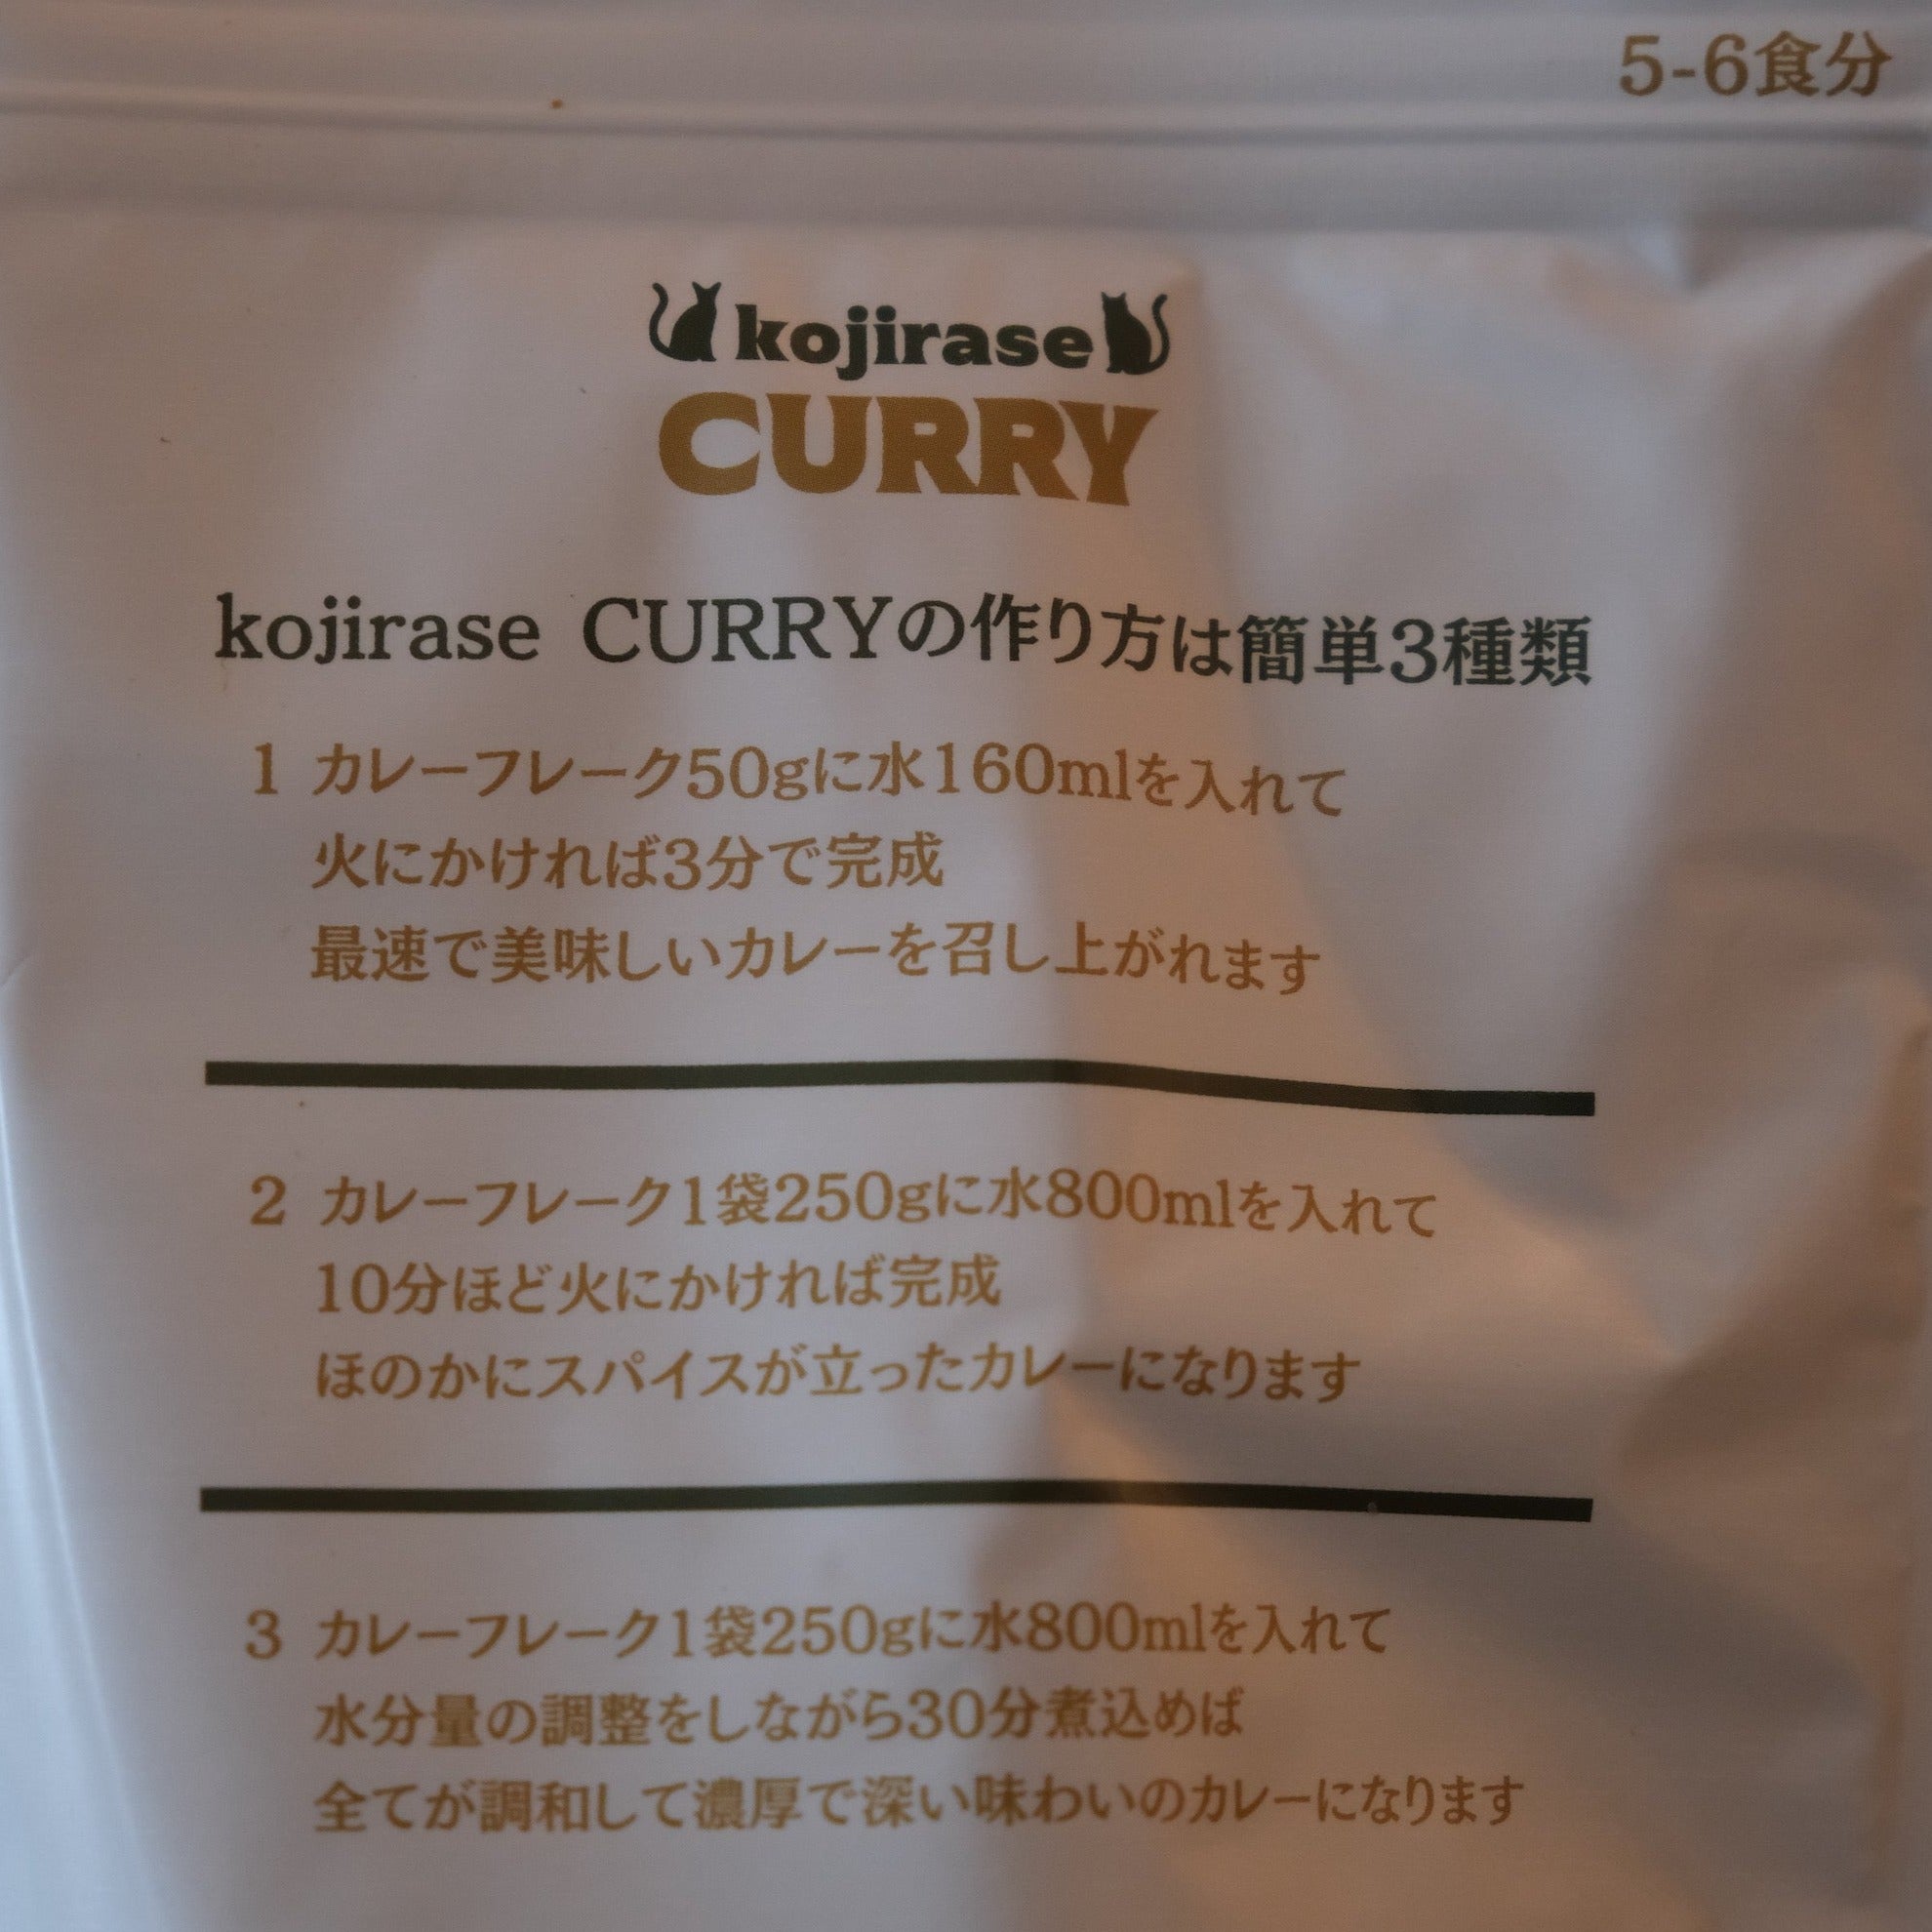 5-6食分
kojirase
CURRY
kojirase CURRYの作り方は簡単3種類
1 カレーフレーク50gに水160mlを入れて
火にかければ3分で完成
最速で美味しいカレーを召し上がれます
2 カレーフレーク1袋250gに水800mlを入れて
10分ほど火にかければ完成
ほのかにスパイスが立ったカレーになります
3 カレーフレーク1袋250gに水800mlを入れて
水分量の調整をしながら30分煮込めば
全てが調和して濃厚で深い味わいのカレーになります